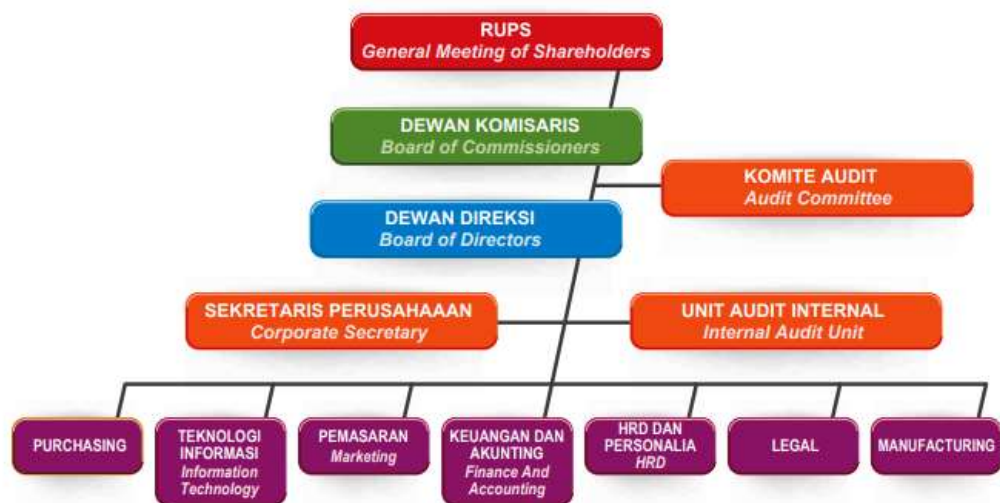 RUPS
General Meeting of Shareholders
DEWAN KOMISARIS
Board of Commissioners
KOMITE AUDIT
Audit Committee
DEWAN DIREKSI
Board of Directors
SEKRETARIS PERUSAHAAAN
Corporate Secretary
UNIT AUDIT INTERNAL
Internal Audit Unit
PURCHASING
TEKNOLOGI
INFORMASI
Information
Technology
PEMASARAN
Marketing
KEUANGAN DAN
AKUNTING
Finance And
Accounting
HRD DAN
PERSONALIA
HRD
LEGAL
MANUFACTURING